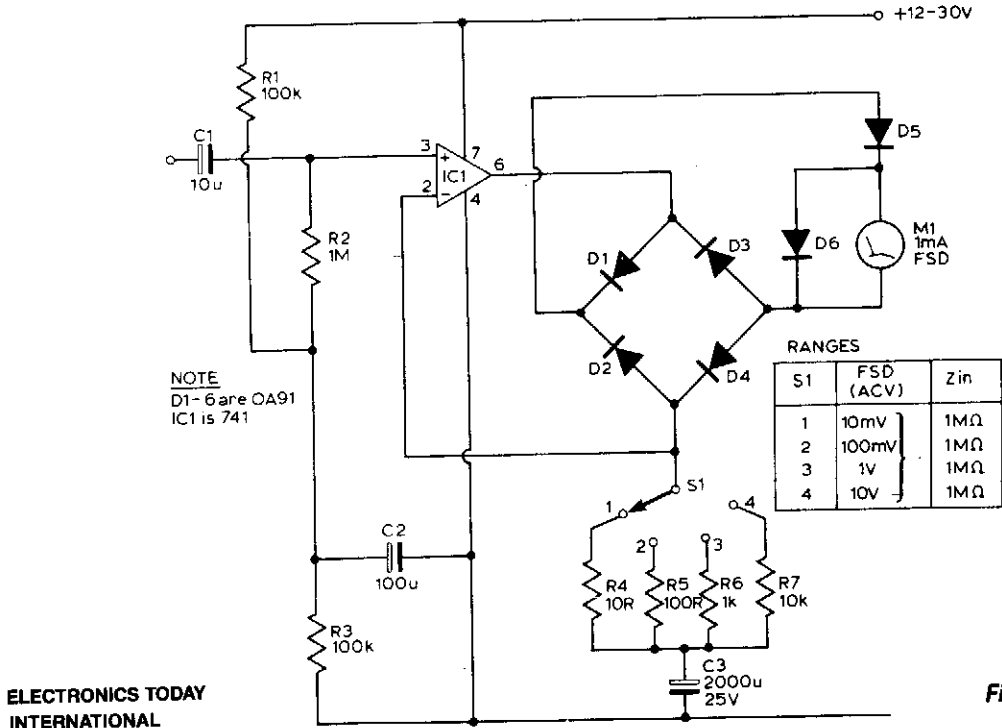 +12-30V
R1
100k
C1
10u
3
+
7
IC1
6
2
-
4
D5
R2
1M
D1
D3
D6
M1
1mA
FSD
D2
D4
NOTE
D1-6 are OA91
IC1 is 741
RANGES
S1 FSD (ACV) Zin
1 10mV 1MΩ
2 100mV 1MΩ
3 1V 1MΩ
4 10V 1MΩ
S1
1
2
3
4
C2
100u
R4
10R
R5
100R
R6
1k
R7
10k
R3
100k
C3
2000u
25V
ELECTRONICS TODAY
INTERNATIONAL